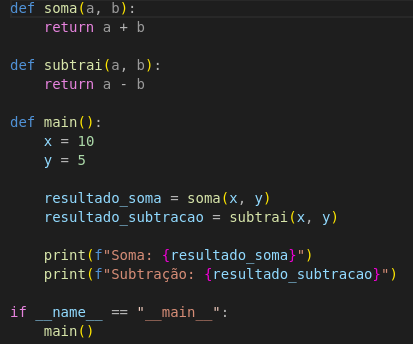 def soma(a, b):
    return a + b

def subtrai(a, b):
    return a - b

def main():
    x = 10
    y = 5

    resultado_soma = soma(x, y)
    resultado_subtracao = subtrai(x, y)

    print(f"Soma: {resultado_soma}")
    print(f"Subtração: {resultado_subtracao}")

if __name__ == "__main__":
    main()